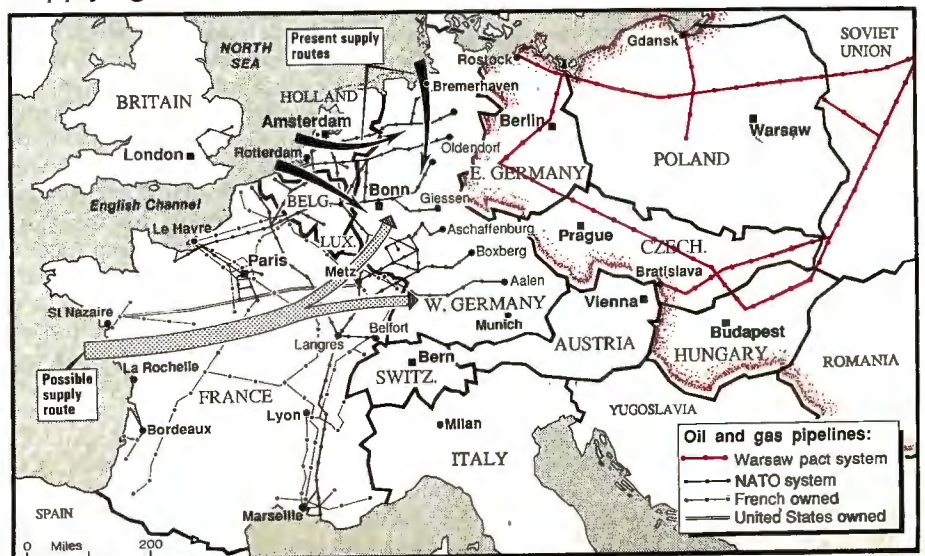 Present supply
routes
NORTH
SEA
SOVIET
UNION
Gdansk
Rostock
Bremerhaven
HOLLAND
BRITAIN
Amsterdam
Berlin
Warsaw
London
Rotterdam
Oldendorf
POLAND
E. GERMANY
English Channel
BELG.
Bonn
Giessen
Le Havre
Aschaffenburg
Prague
LUX.
CZECH.
Paris
Boxberg
Metz
Bratislava
Aalen
St Nazaire
W. GERMANY
Vienna
Munich
Budapest
Belfort
Langres
AUSTRIA
HUNGARY
Bern
SWITZ.
ROMANIA
Possible
supply
route
La Rochelle
FRANCE
Lyon
YUGOSLAVIA
Bordeaux
Milan
ITALY
Oil and gas pipelines:
Warsaw pact system
NATO system
French owned
United States owned
SPAIN
Marseille
0 Miles 200